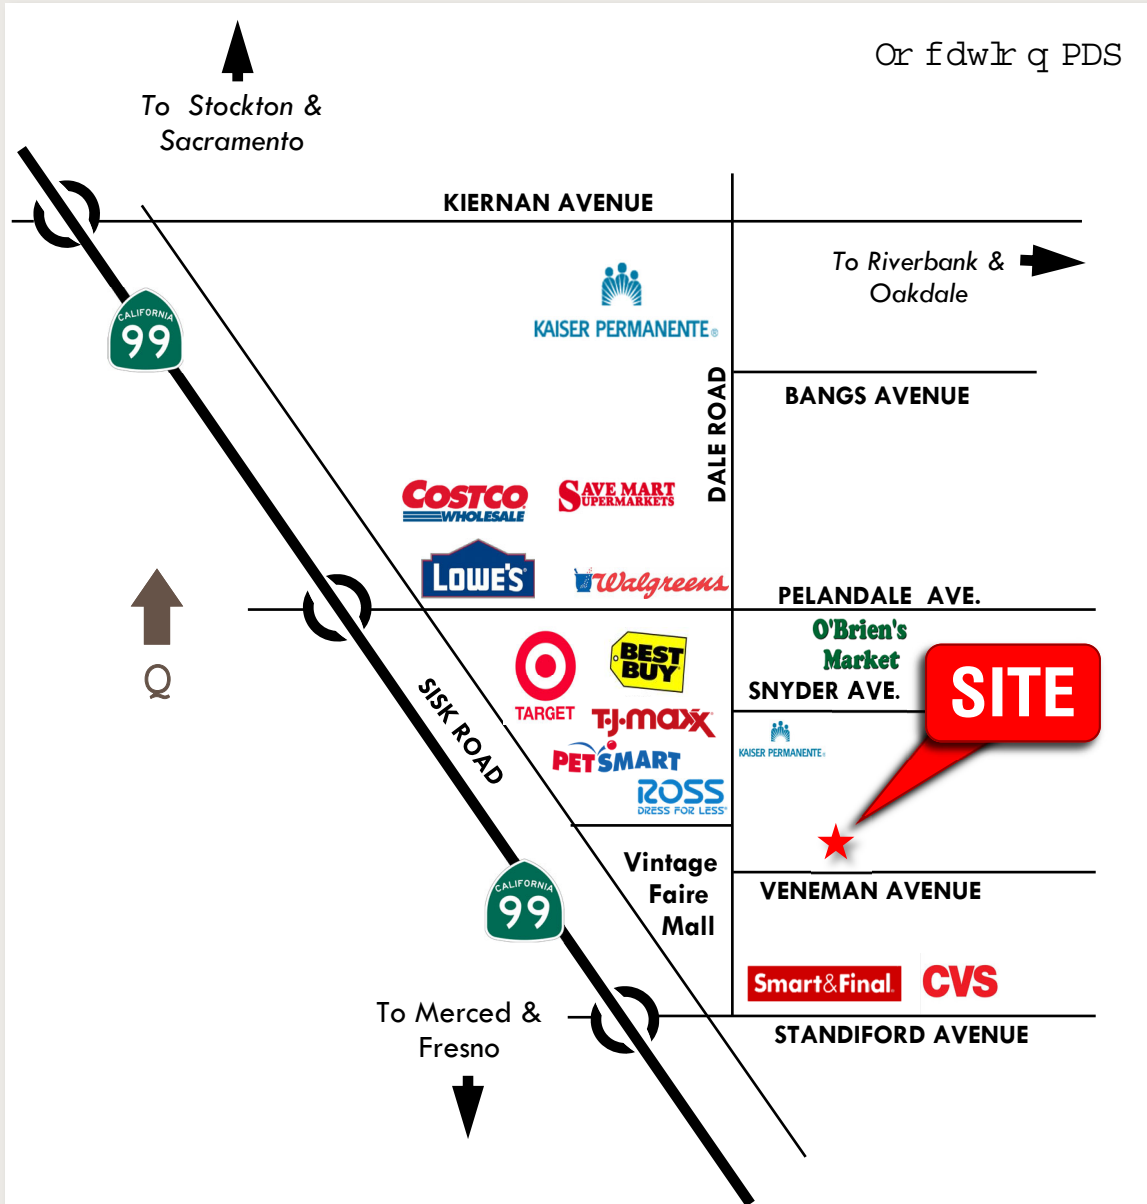 Or fdwlr q PDS
To Stockton &
Sacramento
KIERNAN AVENUE
To Riverbank &
Oakdale
CALIFORNIA
99
KAISER PERMANENTE®
DALE ROAD
BANGS AVENUE
COSTCO
WHOLESALE
SAVE MART
SUPERMARKETS
LOWE'S
Walgreens
PELANDALE AVE.
O'Brien's
Market
SITE
Q
TARGET
BEST
BUY
SNYDER AVE.
SISK ROAD
T·J·maxx
KAISER PERMANENTE®
PETSMART
ROSS
DRESS FOR LESS®
Vintage
Faire
Mall
VENEMAN AVENUE
CALIFORNIA
99
Smart&Final.
CVS
To Merced &
Fresno
STANDIFORD AVENUE